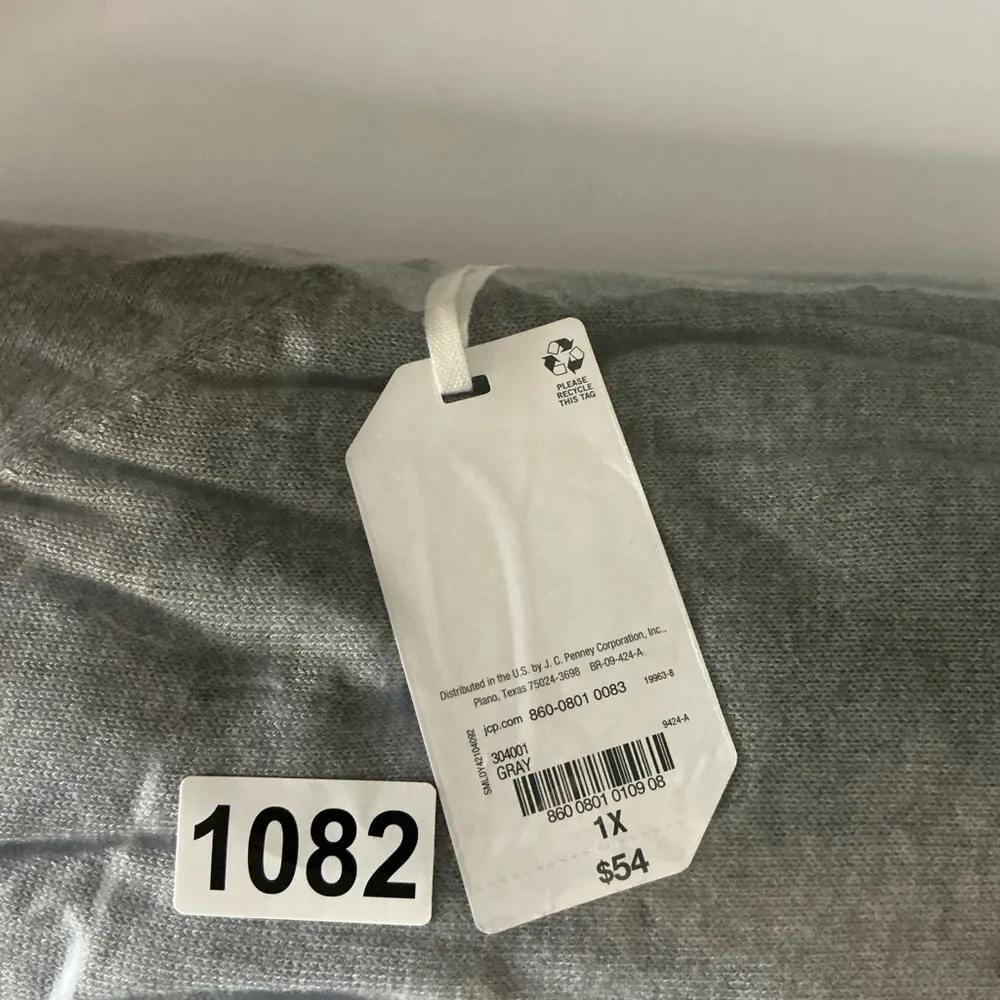 PLEASE
RECYCLE
THIS TAG
Distributed in the U.S. by J. C. Penney Corporation, Inc.,
Plano, Texas 75024-3698 BR-09-424-A
jcp.com 860-0801 0083 19963-8
9424-A
SMLDY42104092
304001
GRAY
860 0801 0109 08
1X
$54
1082